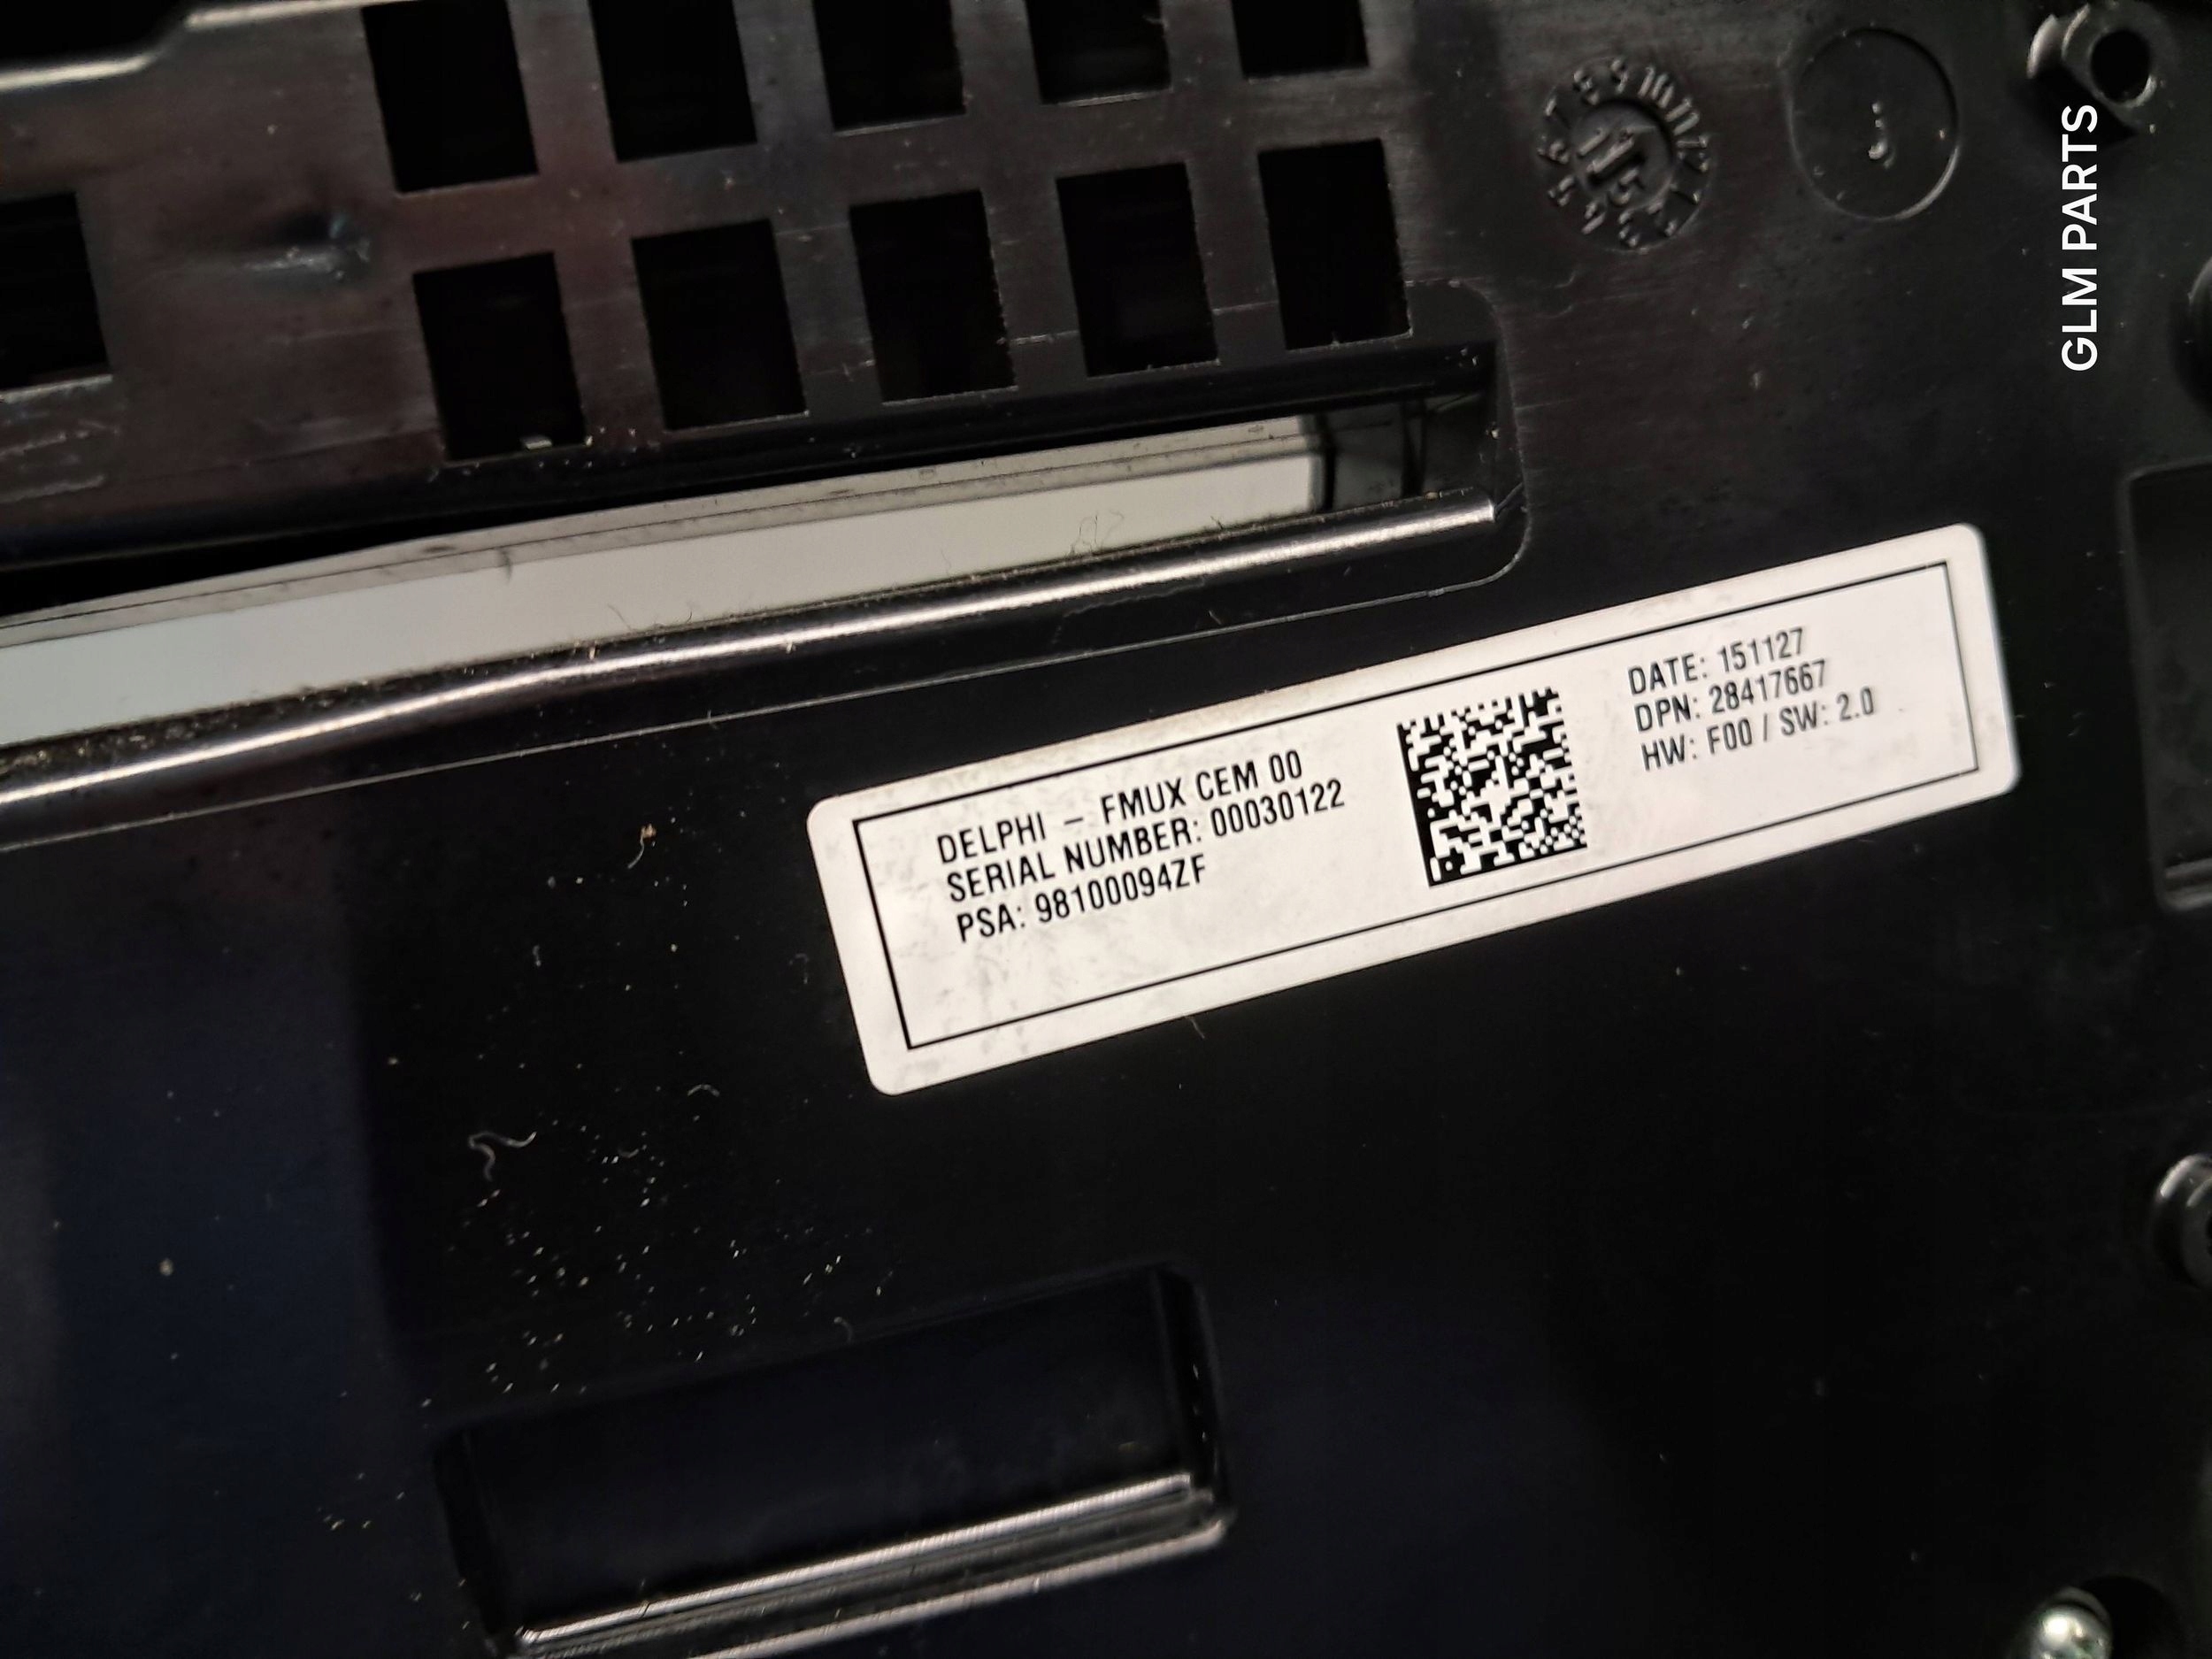 GLM PARTS
DELPHI – FMUX CEM 00
SERIAL NUMBER: 00030122
PSA: 98100094ZF
DATE: 151127
DPN: 28417667
HW: F00 / SW: 2.0